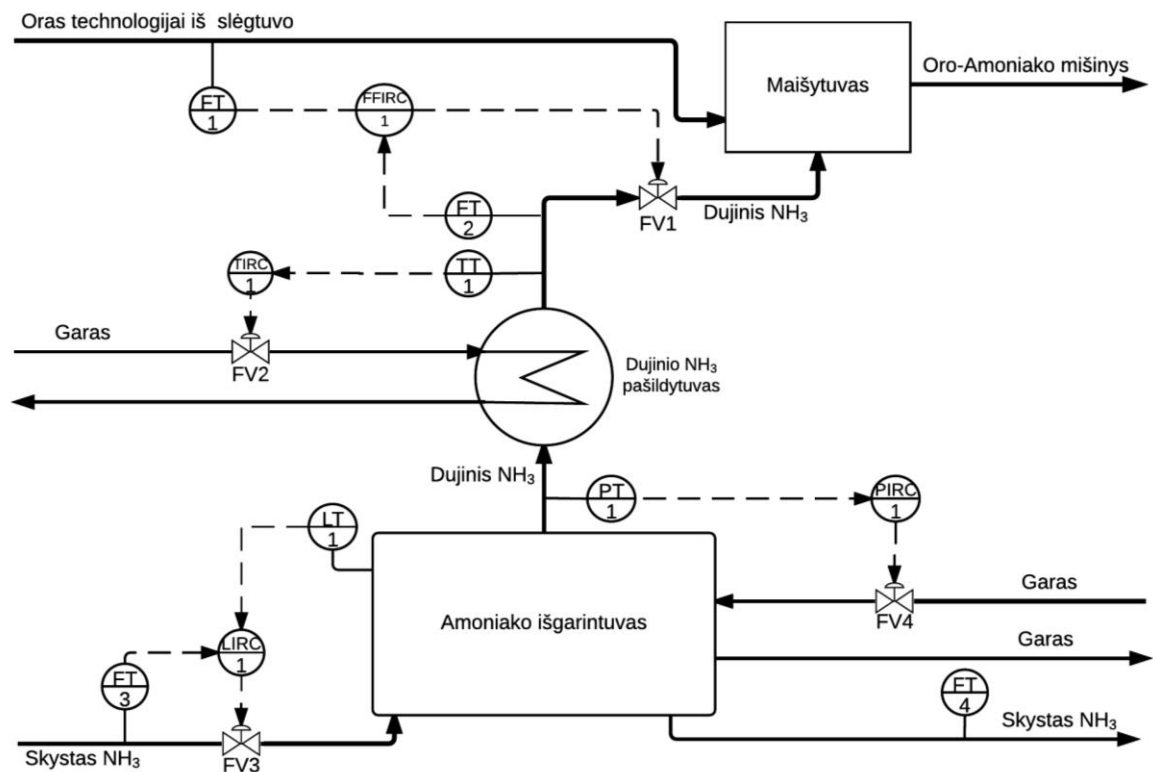 Oras technologijai iš slėgtuvo
Maišytuvas
Oro-Amoniako mišinys
FT
1
FFIRC
1
FT
2
FV1
Dujinis NH₃
TIRC
1
TT
1
Garas
FV2
Dujinio NH₃
pašildytuvas
Dujinis NH₃
PT
1
PIRC
1
LT
1
Amoniako išgarintuvas
Garas
FV4
Garas
LIRC
1
FT
3
FT
4
Skystas NH₃
FV3
Skystas NH₃